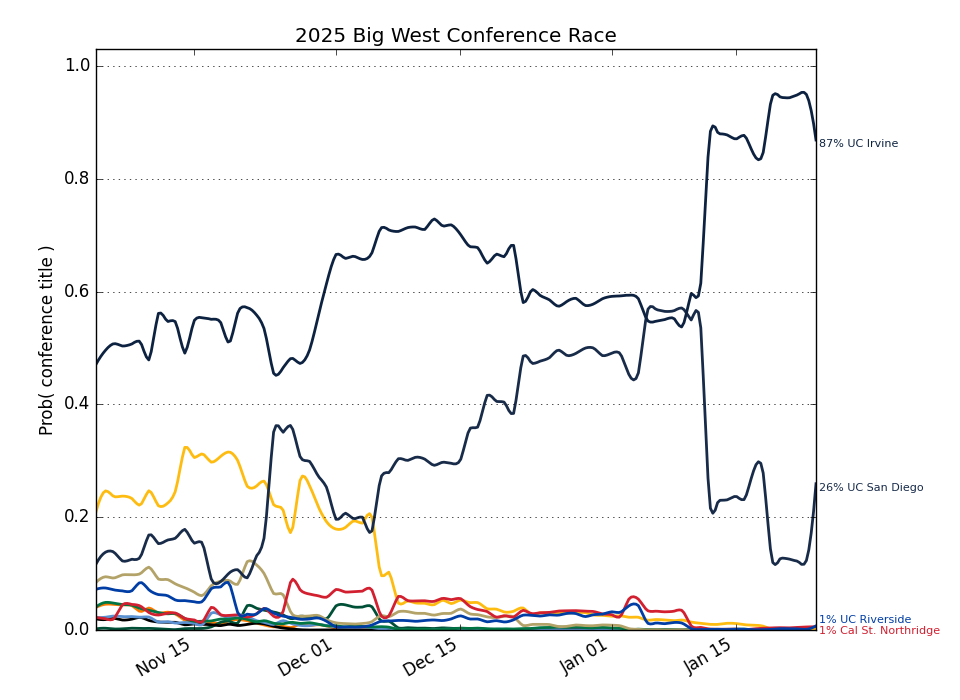 2025 Big West Conference Race
Prob( conference title )
1.0
0.8
0.6
0.4
0.2
0.0
87% UC Irvine
26% UC San Diego
1% UC Riverside
1% Cal St. Northridge
Nov 15
Dec 01
Dec 15
Jan 01
Jan 15